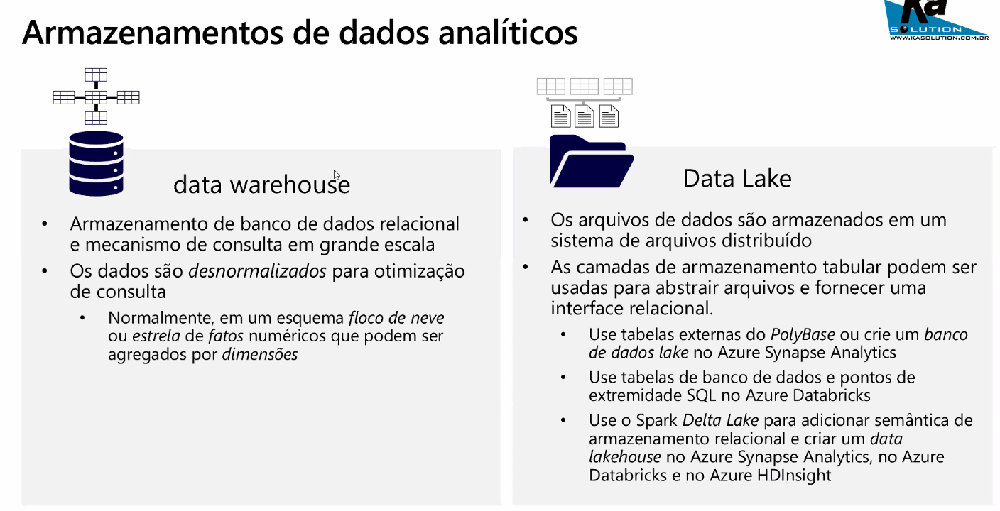 Armazenamentos de dados analíticos
Ka
SOLUTION
WWW.KASOLUTION.COM.BR
data warehouse
• Armazenamento de banco de dados relacional
e mecanismo de consulta em grande escala
• Os dados são desnormalizados para otimização
de consulta
• Normalmente, em um esquema floco de neve
ou estrela de fatos numéricos que podem ser
agregados por dimensões
Data Lake
• Os arquivos de dados são armazenados em um
sistema de arquivos distribuído
• As camadas de armazenamento tabular podem ser
usadas para abstrair arquivos e fornecer uma
interface relacional.
• Use tabelas externas do PolyBase ou crie um banco
de dados lake no Azure Synapse Analytics
• Use tabelas de banco de dados e pontos de
extremidade SQL no Azure Databricks
• Use o Spark Delta Lake para adicionar semântica de
armazenamento relacional e criar um data
lakehouse no Azure Synapse Analytics, no Azure
Databricks e no Azure HDInsight